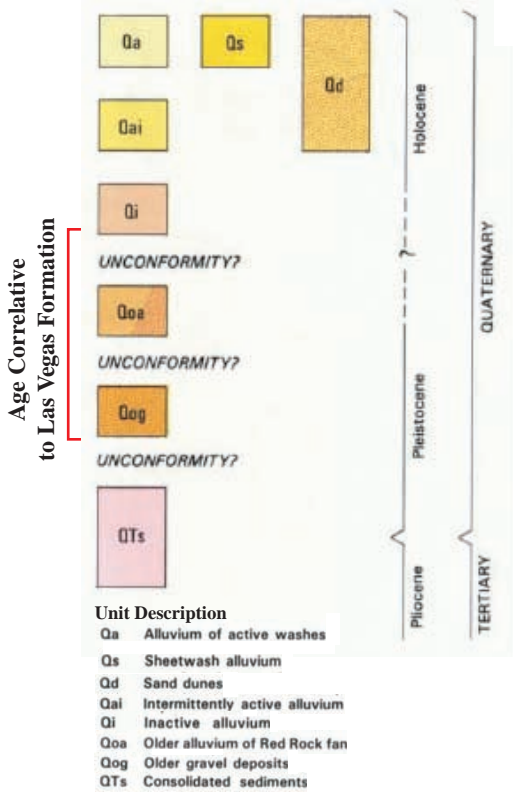 Qa
Qs
Qd
Qai
Qi
UNCONFORMITY?
Qoa
UNCONFORMITY?
Qog
UNCONFORMITY?
QTs
Age Correlative
to Las Vegas Formation
Holocene
?
Pleistocene
Pliocene
QUATERNARY
TERTIARY
Unit Description
Qa Alluvium of active washes
Qs Sheetwash alluvium
Qd Sand dunes
Qai Intermittently active alluvium
Qi Inactive alluvium
Qoa Older alluvium of Red Rock fan
Qog Older gravel deposits
QTs Consolidated sediments